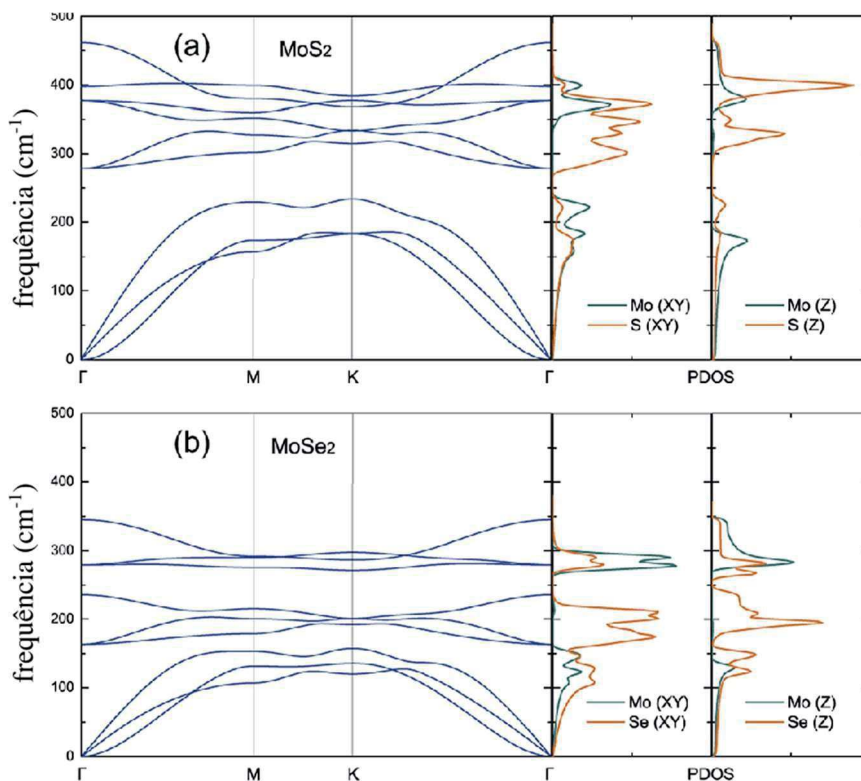 500
(a)
MoS2
400
300
200
100
0
frequência (cm-1)
Mo (XY)
S (XY)
Mo (Z)
S (Z)
Γ M K Γ PDOS
500
(b)
MoSe2
400
300
200
100
0
frequência (cm-1)
Mo (XY)
Se (XY)
Mo (Z)
Se (Z)
Γ M K Γ PDOS